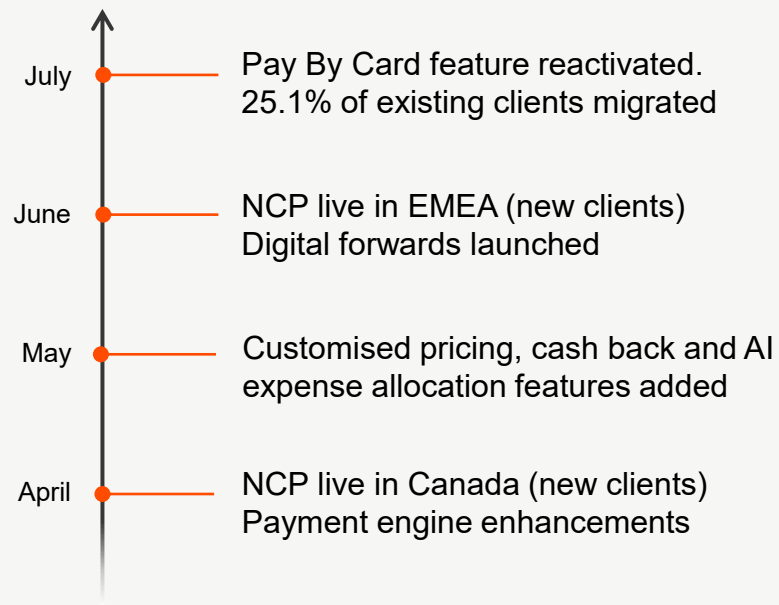 July
Pay By Card feature reactivated.
25.1% of existing clients migrated
June
NCP live in EMEA (new clients)
Digital forwards launched
May
Customised pricing, cash back and AI
expense allocation features added
April
NCP live in Canada (new clients)
Payment engine enhancements